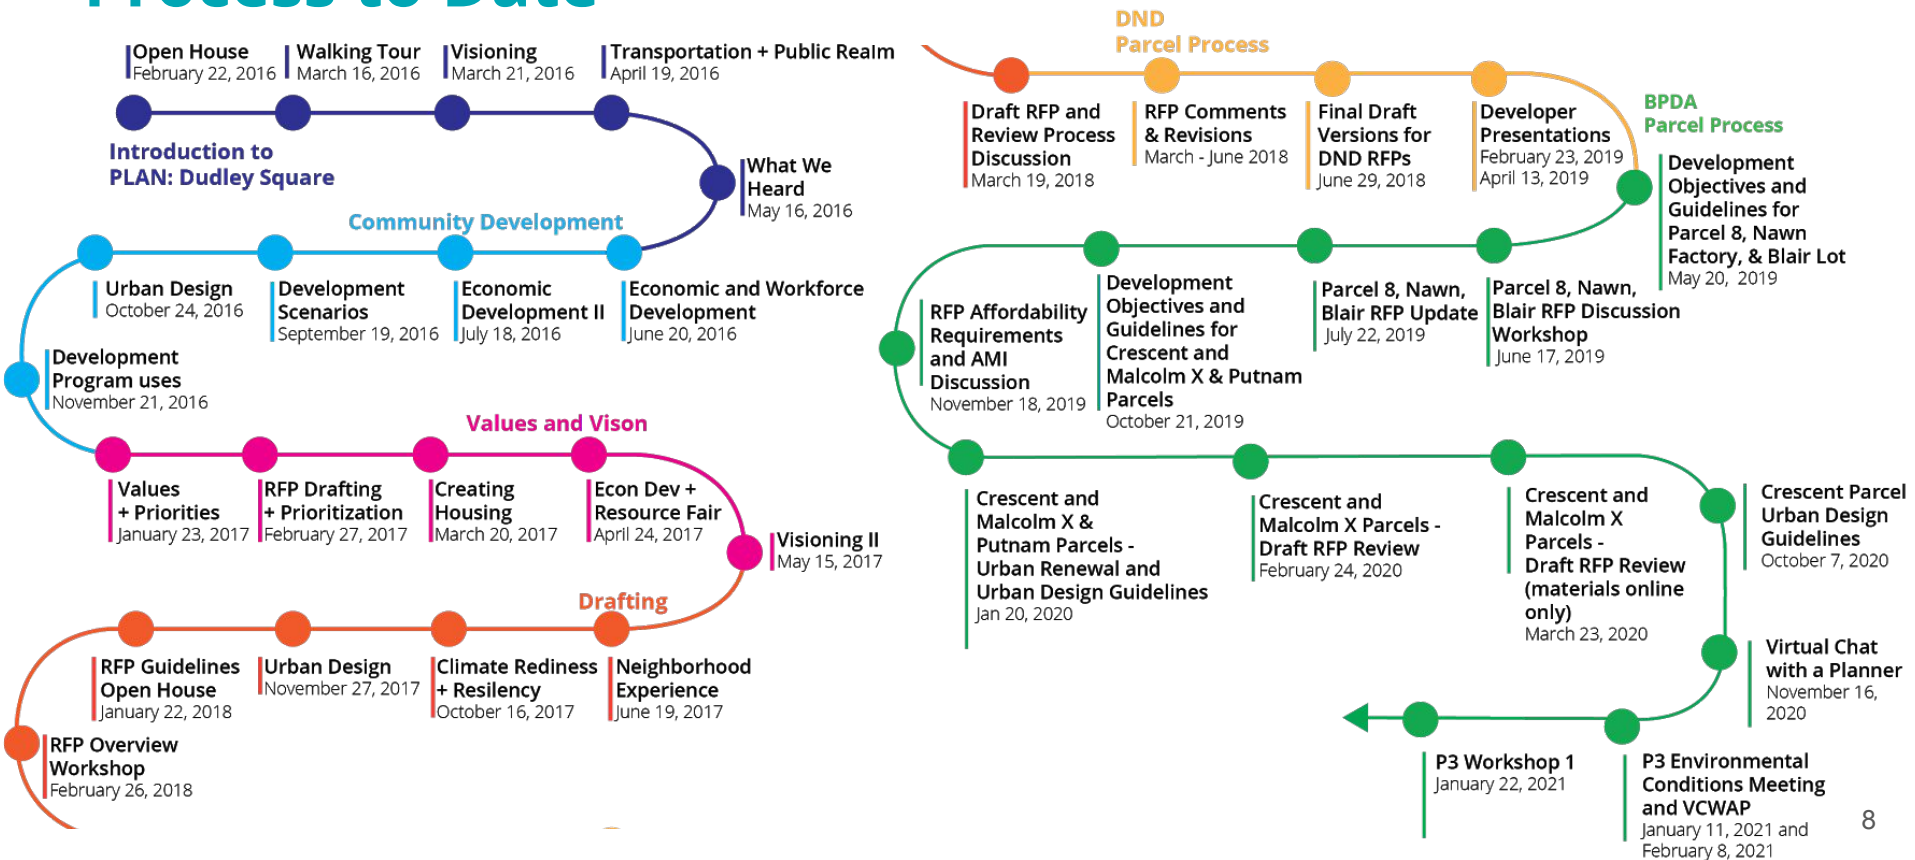 Process to Date
Open House
February 22, 2016
Walking Tour
March 16, 2016
Visioning
March 21, 2016
Transportation + Public Realm
April 19, 2016
Introduction to
PLAN: Dudley Square
What We
Heard
May 16, 2016
Community Development
Economic and Workforce
Development
June 20, 2016
Economic
Development II
July 18, 2016
Development
Scenarios
September 19, 2016
Urban Design
October 24, 2016
Development
Program uses
November 21, 2016
Values and Vison
Values
+ Priorities
January 23, 2017
RFP Drafting
+ Prioritization
February 27, 2017
Creating
Housing
March 20, 2017
Econ Dev +
Resource Fair
April 24, 2017
Visioning II
May 15, 2017
Drafting
Neighborhood
Experience
June 19, 2017
Climate Rediness
+ Resilency
October 16, 2017
Urban Design
November 27, 2017
RFP Guidelines
Open House
January 22, 2018
RFP Overview
Workshop
February 26, 2018
DND
Parcel Process
Draft RFP and
Review Process
Discussion
March 19, 2018
RFP Comments
& Revisions
March - June 2018
Final Draft
Versions for
DND RFPs
June 29, 2018
Developer
Presentations
February 23, 2019
April 13, 2019
BPDA
Parcel Process
Development
Objectives and
Guidelines for
Parcel 8, Nawn
Factory, & Blair Lot
May 20, 2019
Parcel 8, Nawn,
Blair RFP Discussion
Workshop
June 17, 2019
Parcel 8, Nawn,
Blair RFP Update
July 22, 2019
Development
Objectives and
Guidelines for
Crescent and
Malcolm X & Putnam
Parcels
October 21, 2019
RFP Affordability
Requirements
and AMI
Discussion
November 18, 2019
Crescent and
Malcolm X &
Putnam Parcels -
Urban Renewal and
Urban Design Guidelines
Jan 20, 2020
Crescent and
Malcolm X Parcels -
Draft RFP Review
February 24, 2020
Crescent and
Malcolm X
Parcels -
Draft RFP Review
(materials online
only)
March 23, 2020
Crescent Parcel
Urban Design
Guidelines
October 7, 2020
Virtual Chat
with a Planner
November 16,
2020
P3 Environmental
Conditions Meeting
and VCWAP
January 11, 2021 and
February 8, 2021
P3 Workshop 1
January 22, 2021
8